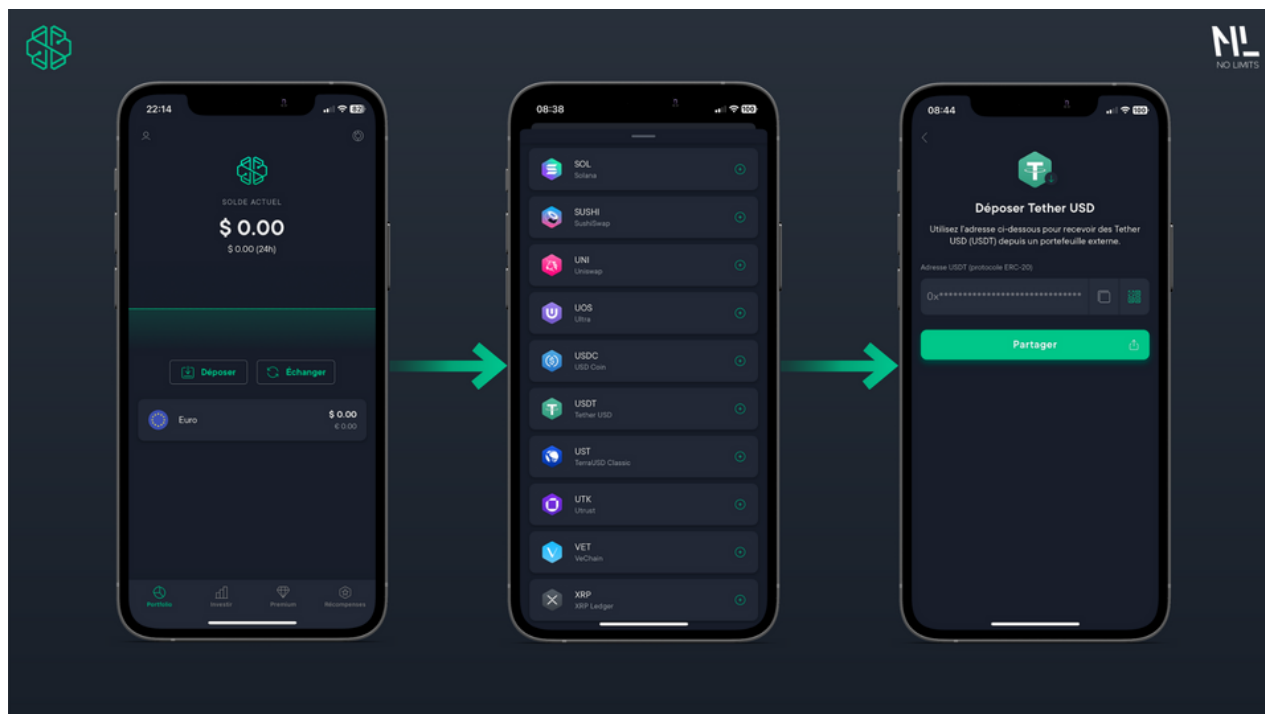 NO LIMITS
22:14
82
SOLDE ACTUEL
$ 0.00
$ 0.00 (24h)
Déposer
Échanger
Euro
$ 0.00
€ 0.00
Portfolio
Investir
Premium
Récompenses
08:38
100
SOL
Solana
SUSHI
SushiSwap
UNI
Uniswap
UOS
Ultra
USDC
USD Coin
USDT
Tether USD
UST
TerraUSD Classic
UTK
Utrust
VET
VeChain
XRP
XRP Ledger
08:44
100
Déposer Tether USD
Utilisez l'adresse ci-dessous pour recevoir des Tether
USD (USDT) depuis un portefeuille externe.
Adresse USDT (protocole ERC-20)
0x******************************
Partager